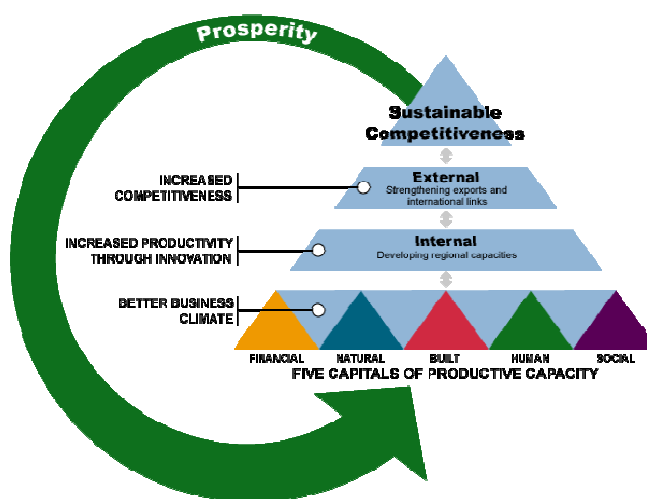 Prosperity
Sustainable
Competitiveness
External
Strengthening exports and
international links
INCREASED
COMPETITIVENESS
Internal
Developing regional capacities
INCREASED PRODUCTIVITY
THROUGH INNOVATION
BETTER BUSINESS
CLIMATE
FINANCIAL NATURAL BUILT HUMAN SOCIAL
FIVE CAPITALS OF PRODUCTIVE CAPACITY